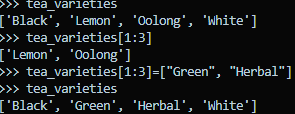 >>> tea_varieties
['Black', 'Lemon', 'Oolong', 'White']
>>> tea_varieties[1:3]
['Lemon', 'Oolong']
>>> tea_varieties[1:3]=["Green", "Herbal"]
>>> tea_varieties
['Black', 'Green', 'Herbal', 'White']